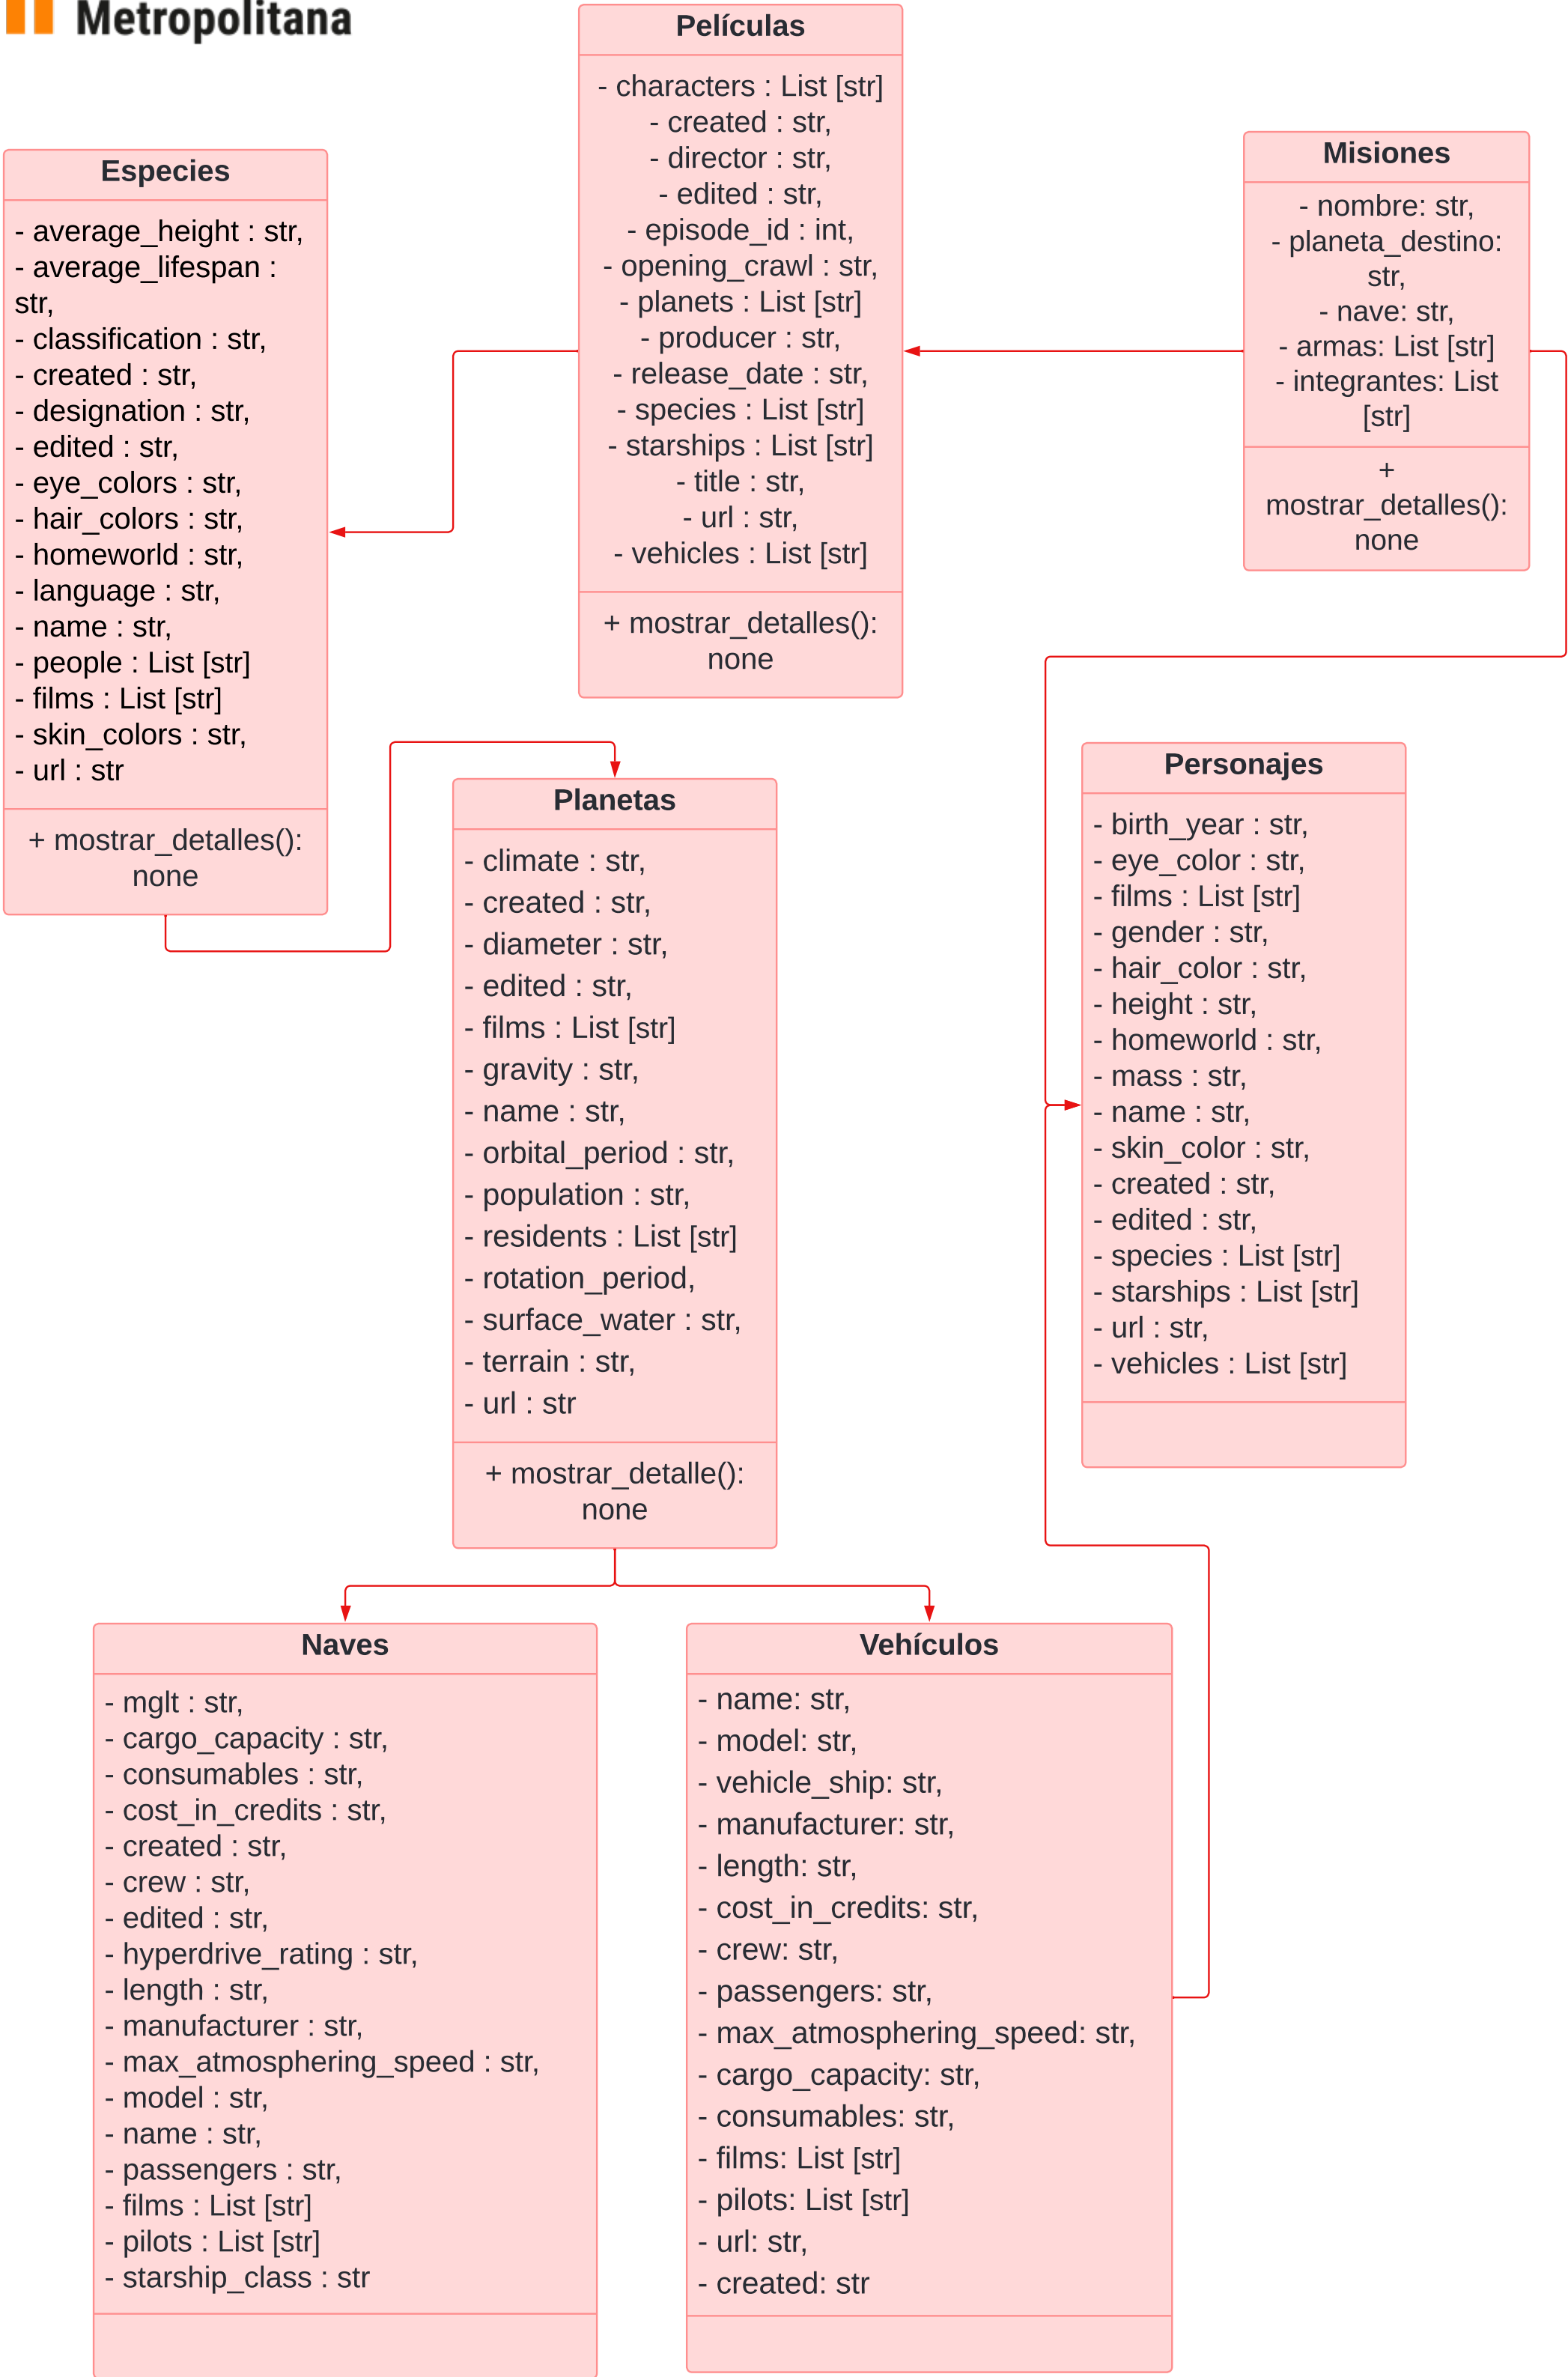 Metropolitana
Películas
- characters : List [str]
- created : str,
- director : str,
- edited : str,
- episode_id : int,
- opening_crawl : str,
- planets : List [str]
- producer : str,
- release_date : str,
- species : List [str]
- starships : List [str]
- title : str,
- url : str,
- vehicles : List [str]
+ mostrar_detalles():
none
Misiones
- nombre: str,
- planeta_destino:
str,
- nave: str,
- armas: List [str]
- integrantes: List
[str]
+
mostrar_detalles():
none
Especies
- average_height : str,
- average_lifespan :
str,
- classification : str,
- created : str,
- designation : str,
- edited : str,
- eye_colors : str,
- hair_colors : str,
- homeworld : str,
- language : str,
- name : str,
- people : List [str]
- films : List [str]
- skin_colors : str,
- url : str
+ mostrar_detalles():
none
Planetas
- climate : str,
- created : str,
- diameter : str,
- edited : str,
- films : List [str]
- gravity : str,
- name : str,
- orbital_period : str,
- population : str,
- residents : List [str]
- rotation_period,
- surface_water : str,
- terrain : str,
- url : str
+ mostrar_detalle():
none
Personajes
- birth_year : str,
- eye_color : str,
- films : List [str]
- gender : str,
- hair_color : str,
- height : str,
- homeworld : str,
- mass : str,
- name : str,
- skin_color : str,
- created : str,
- edited : str,
- species : List [str]
- starships : List [str]
- url : str,
- vehicles : List [str]
Naves
- mglt : str,
- cargo_capacity : str,
- consumables : str,
- cost_in_credits : str,
- created : str,
- crew : str,
- edited : str,
- hyperdrive_rating : str,
- length : str,
- manufacturer : str,
- max_atmosphering_speed : str,
- model : str,
- name : str,
- passengers : str,
- films : List [str]
- pilots : List [str]
- starship_class : str
Vehículos
- name: str,
- model: str,
- vehicle_ship: str,
- manufacturer: str,
- length: str,
- cost_in_credits: str,
- crew: str,
- passengers: str,
- max_atmosphering_speed: str,
- cargo_capacity: str,
- consumables: str,
- films: List [str]
- pilots: List [str]
- url: str,
- created: str